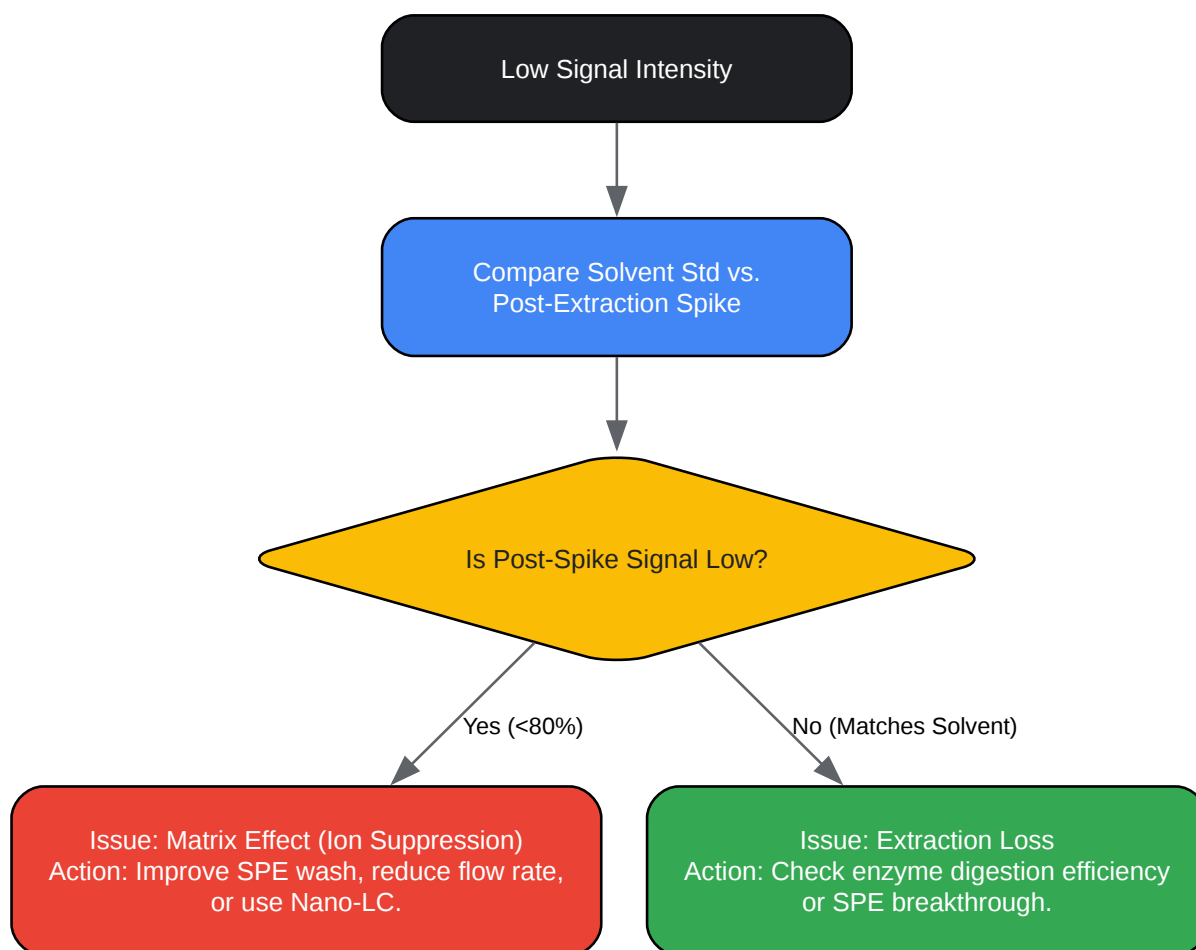 Low Signal Intensity
Compare Solvent Std vs.
Post-Extraction Spike
Is Post-Spike Signal Low?
Yes (<80%)
No (Matches Solvent)
Issue: Matrix Effect (Ion Suppression)
Action: Improve SPE wash, reduce flow rate,
or use Nano-LC.
Issue: Extraction Loss
Action: Check enzyme digestion efficiency
or SPE breakthrough.